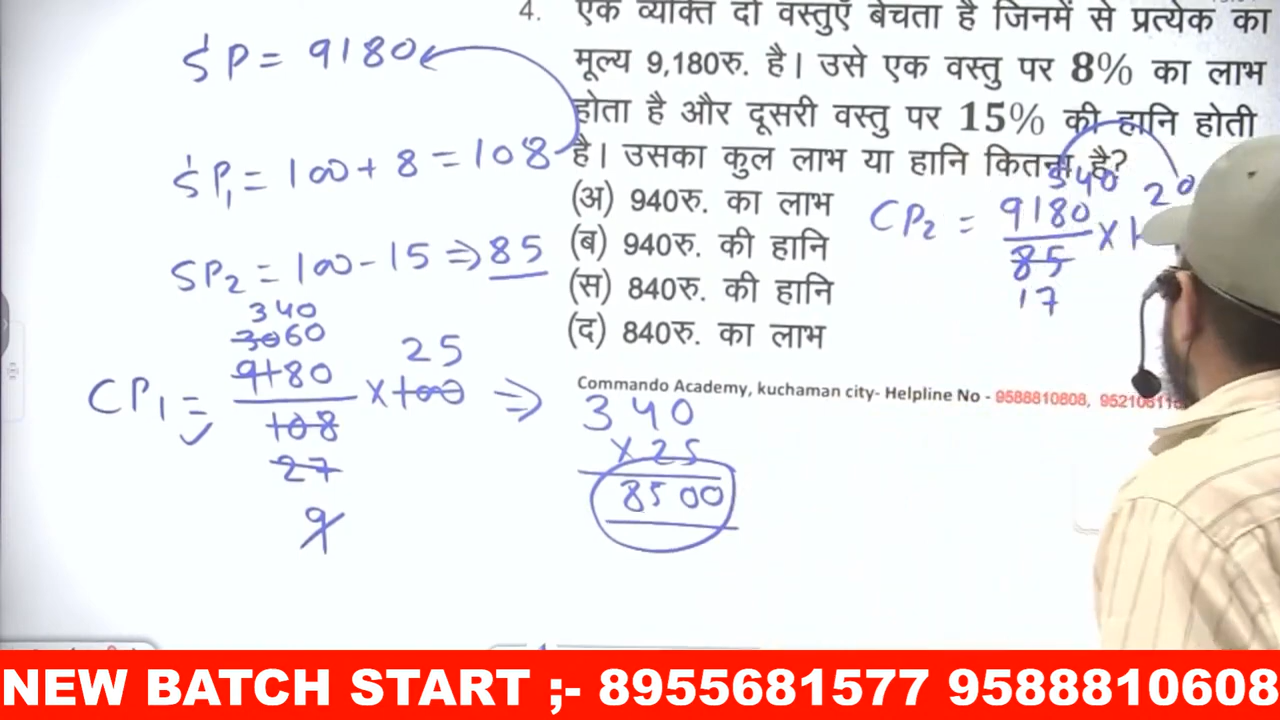 4. एक व्यक्ति दो वस्तुएँ बेचता है जिनमें से प्रत्येक का
मूल्य 9,180रु. है। उसे एक वस्तु पर 8% का लाभ
होता है और दूसरी वस्तु पर 15% की हानि होती
है। उसका कुल लाभ या हानि कितना है?
(अ) 940रु. का लाभ
(ब) 940रु. की हानि
(स) 840रु. की हानि
(द) 840रु. का लाभ
Commando Academy, kuchaman city- Helpline No - 9588810808,
SP = 9180
SP1 = 100 + 8 = 108
SP2 = 100 - 15 ⇒ 85
340
3060
25
CP1 = 9180 × 100 ⇒
108
27
9
340
× 25
8500
340 20
CP2 = 9180 ×
85
17
NEW BATCH START ;- 8955681577 9588810608